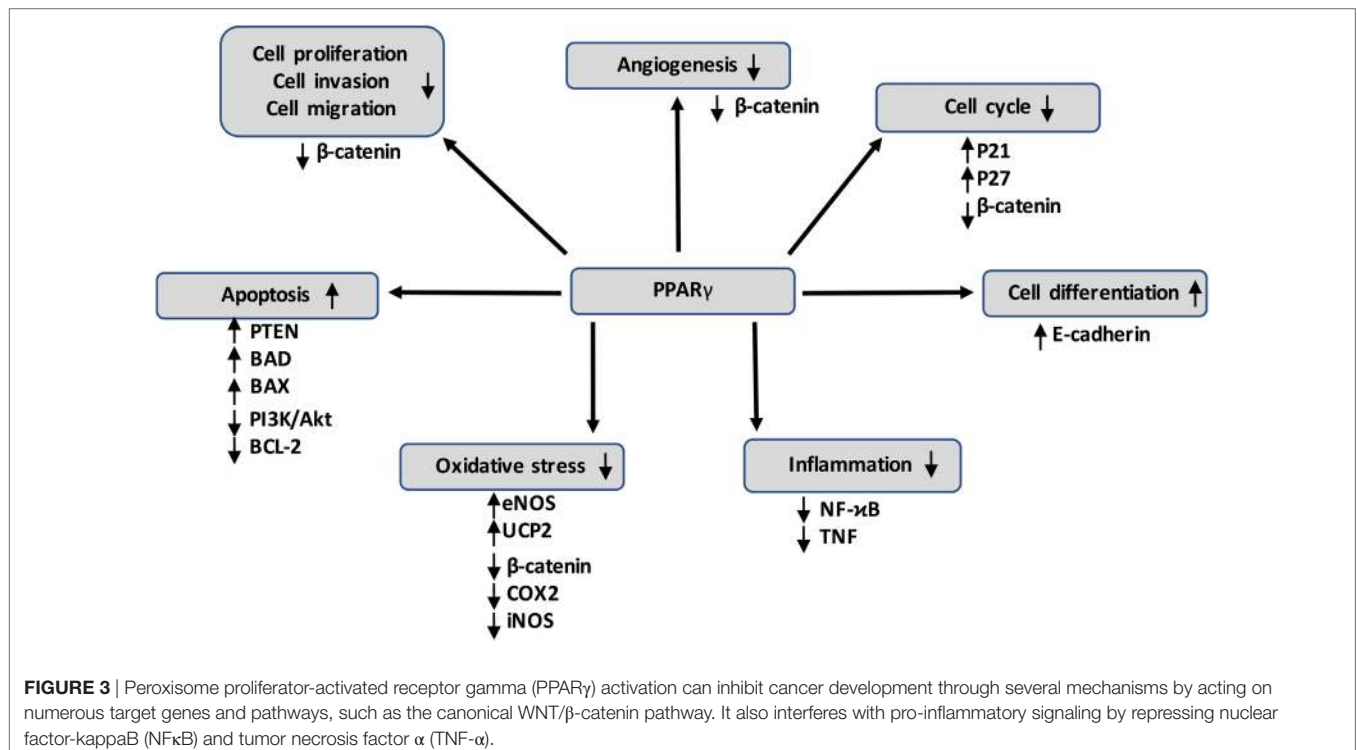 Cell proliferation
Cell invasion ↓
Cell migration
↓ β-catenin
Angiogenesis ↓
↓ β-catenin
Cell cycle ↓
↑ P21
↑ P27
↓ β-catenin
Apoptosis ↑
↑ PTEN
↑ BAD
↑ BAX
↓ PI3K/Akt
↓ BCL-2
PPARγ
Cell differentiation ↑
↑ E-cadherin
Oxidative stress ↓
↑ eNOS
↑ UCP2
↓ β-catenin
↓ COX2
↓ iNOS
Inflammation ↓
↓ NF-ϰB
↓ TNF
FIGURE 3 | Peroxisome proliferator-activated receptor gamma (PPARγ) activation can inhibit cancer development through several mechanisms by acting on
numerous target genes and pathways, such as the canonical WNT/β-catenin pathway. It also interferes with pro-inflammatory signaling by repressing nuclear
factor-kappaB (NFκB) and tumor necrosis factor α (TNF-α).